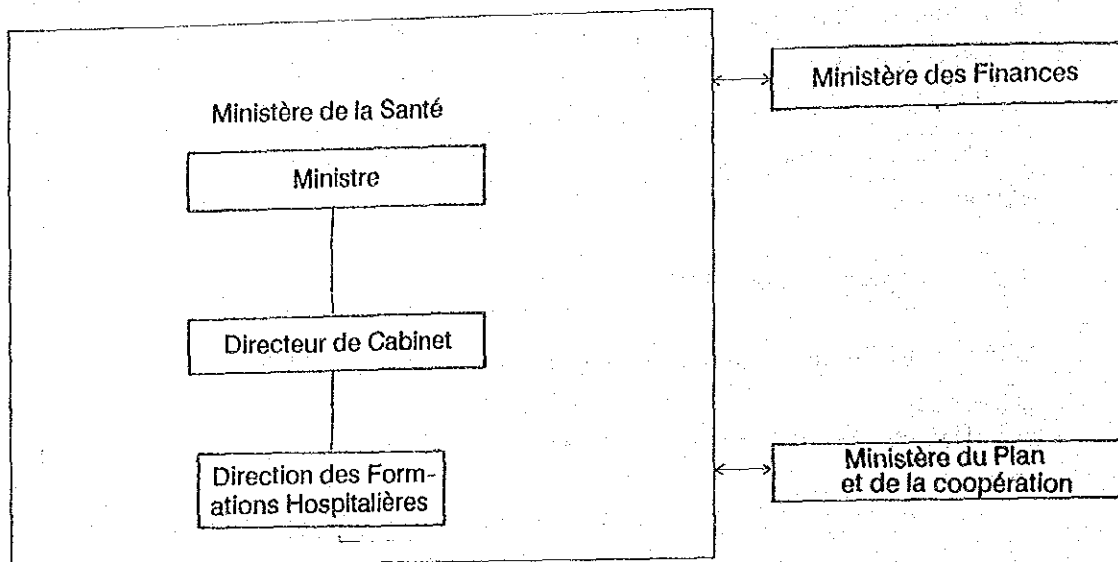 Ministère des Finances
Ministère de la Santé
Ministre
Directeur de Cabinet
Direction des Form-
ations Hospitalières
Ministère du Plan
et de la coopération